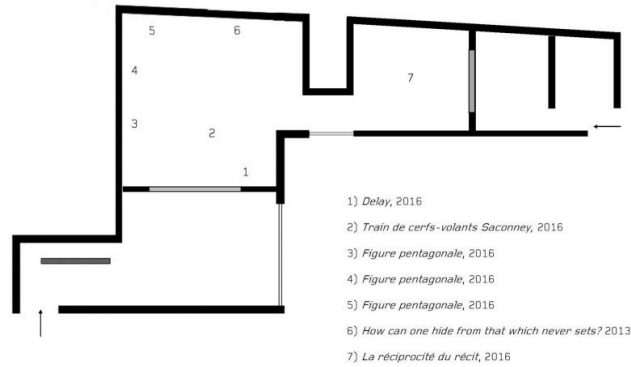 5
6
4
7
3
2
1
1) Delay, 2016
2) Train de cerfs-volants Saconney, 2016
3) Figure pentagonale, 2016
4) Figure pentagonale, 2016
5) Figure pentagonale, 2016
6) How can one hide from that which never sets? 2013
7) La réciprocité du récit, 2016